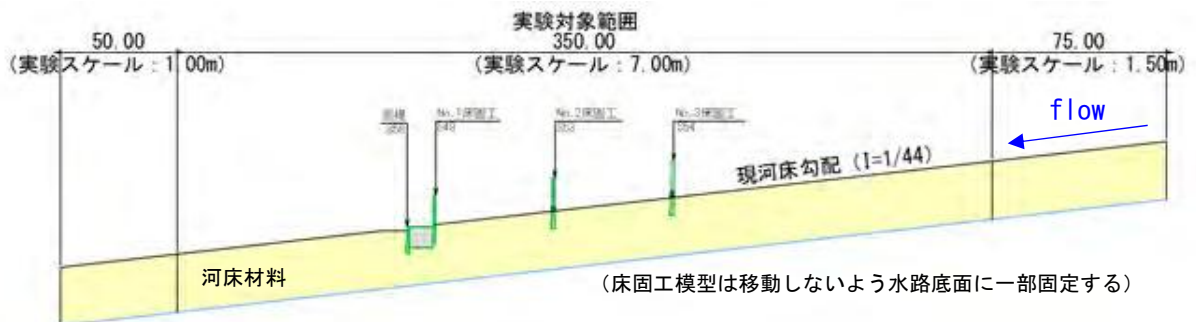 実験対象範囲
50.00
350.00
75.00
(実験スケール：1.00m)
(実験スケール：7.00m)
(実験スケール：1.50m)
flow
No.1床固工
No.2床固工
No.3床固工
現河床勾配 (I=1/44)
河床材料
(床固工模型は移動しないよう水路底面に一部固定する)